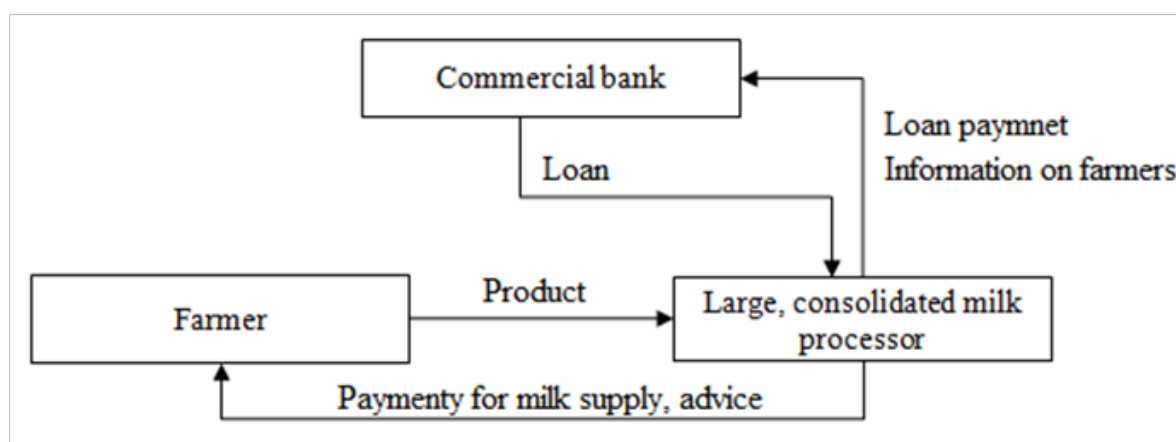 Commercial bank
Loan paymnet
Information on farmers
Loan
Product
Farmer
Large, consolidated milk
processor
Paymenty for milk supply, advice